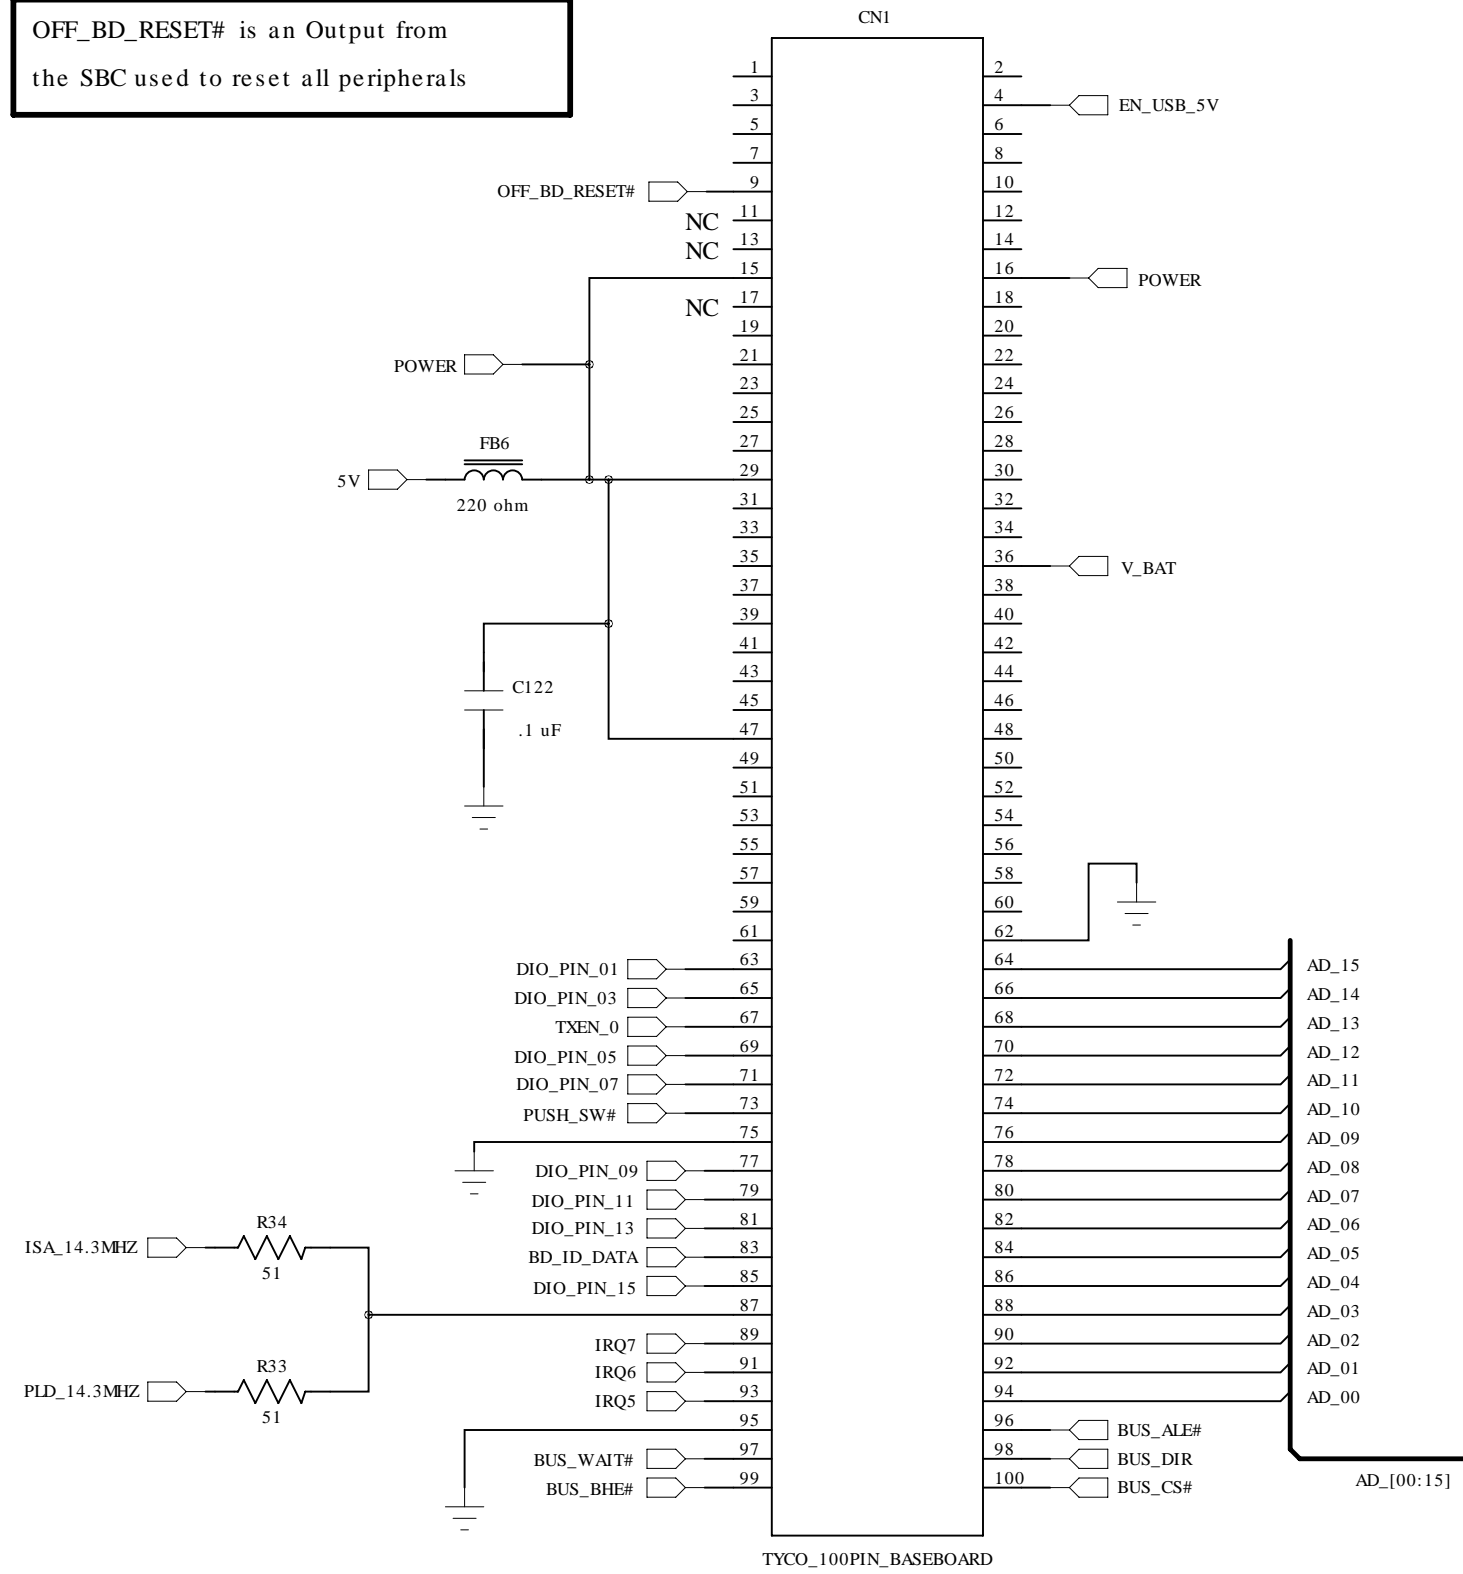 OFF_BD_RESET# is an Output from
the SBC used to reset all peripherals
CN1
1 2
3 4 EN_USB_5V
5 6
7 8
OFF_BD_RESET# 9 10
NC 11 12
NC 13 14
15 16 POWER
NC 17 18
19 20
POWER 21 22
23 24
25 26
FB6 27 28
5V 29 30
220 ohm 31 32
33 34
35 36 V_BAT
37 38
39 40
41 42
C122 43 44
45 46
.1 uF 47 48
49 50
51 52
53 54
55 56
57 58
59 60
61 62
DIO_PIN_01 63 64 AD_15
DIO_PIN_03 65 66 AD_14
TXEN_0 67 68 AD_13
DIO_PIN_05 69 70 AD_12
DIO_PIN_07 71 72 AD_11
PUSH_SW# 73 74 AD_10
75 76 AD_09
DIO_PIN_09 77 78 AD_08
DIO_PIN_11 79 80 AD_07
R34 DIO_PIN_13 81 82 AD_06
ISA_14.3MHZ BD_ID_DATA 83 84 AD_05
51 DIO_PIN_15 85 86 AD_04
87 88 AD_03
IRQ7 89 90 AD_02
R33 IRQ6 91 92 AD_01
PLD_14.3MHZ IRQ5 93 94 AD_00
51 95 96 BUS_ALE#
BUS_WAIT# 97 98 BUS_DIR
BUS_BHE# 99 100 BUS_CS# AD_[00:15]
TYCO_100PIN_BASEBOARD